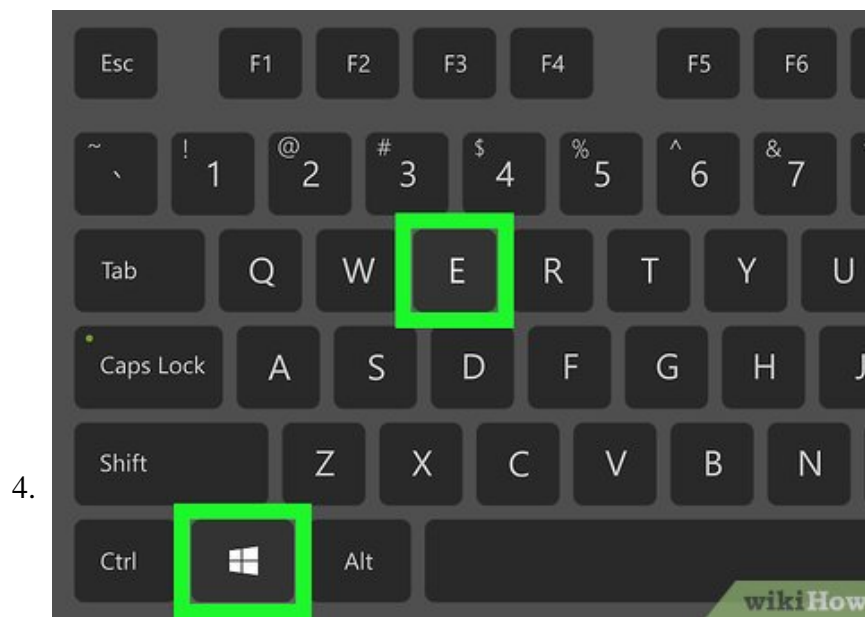 Esc F1 F2 F3 F4 F5 F6
~ ` ! 1 @ 2 # 3 $ 4 % 5 ^ 6 & 7
Tab Q W E R T Y U
Caps Lock A S D F G H J
Shift Z X C V B N
4.
Ctrl Alt
wikiHow